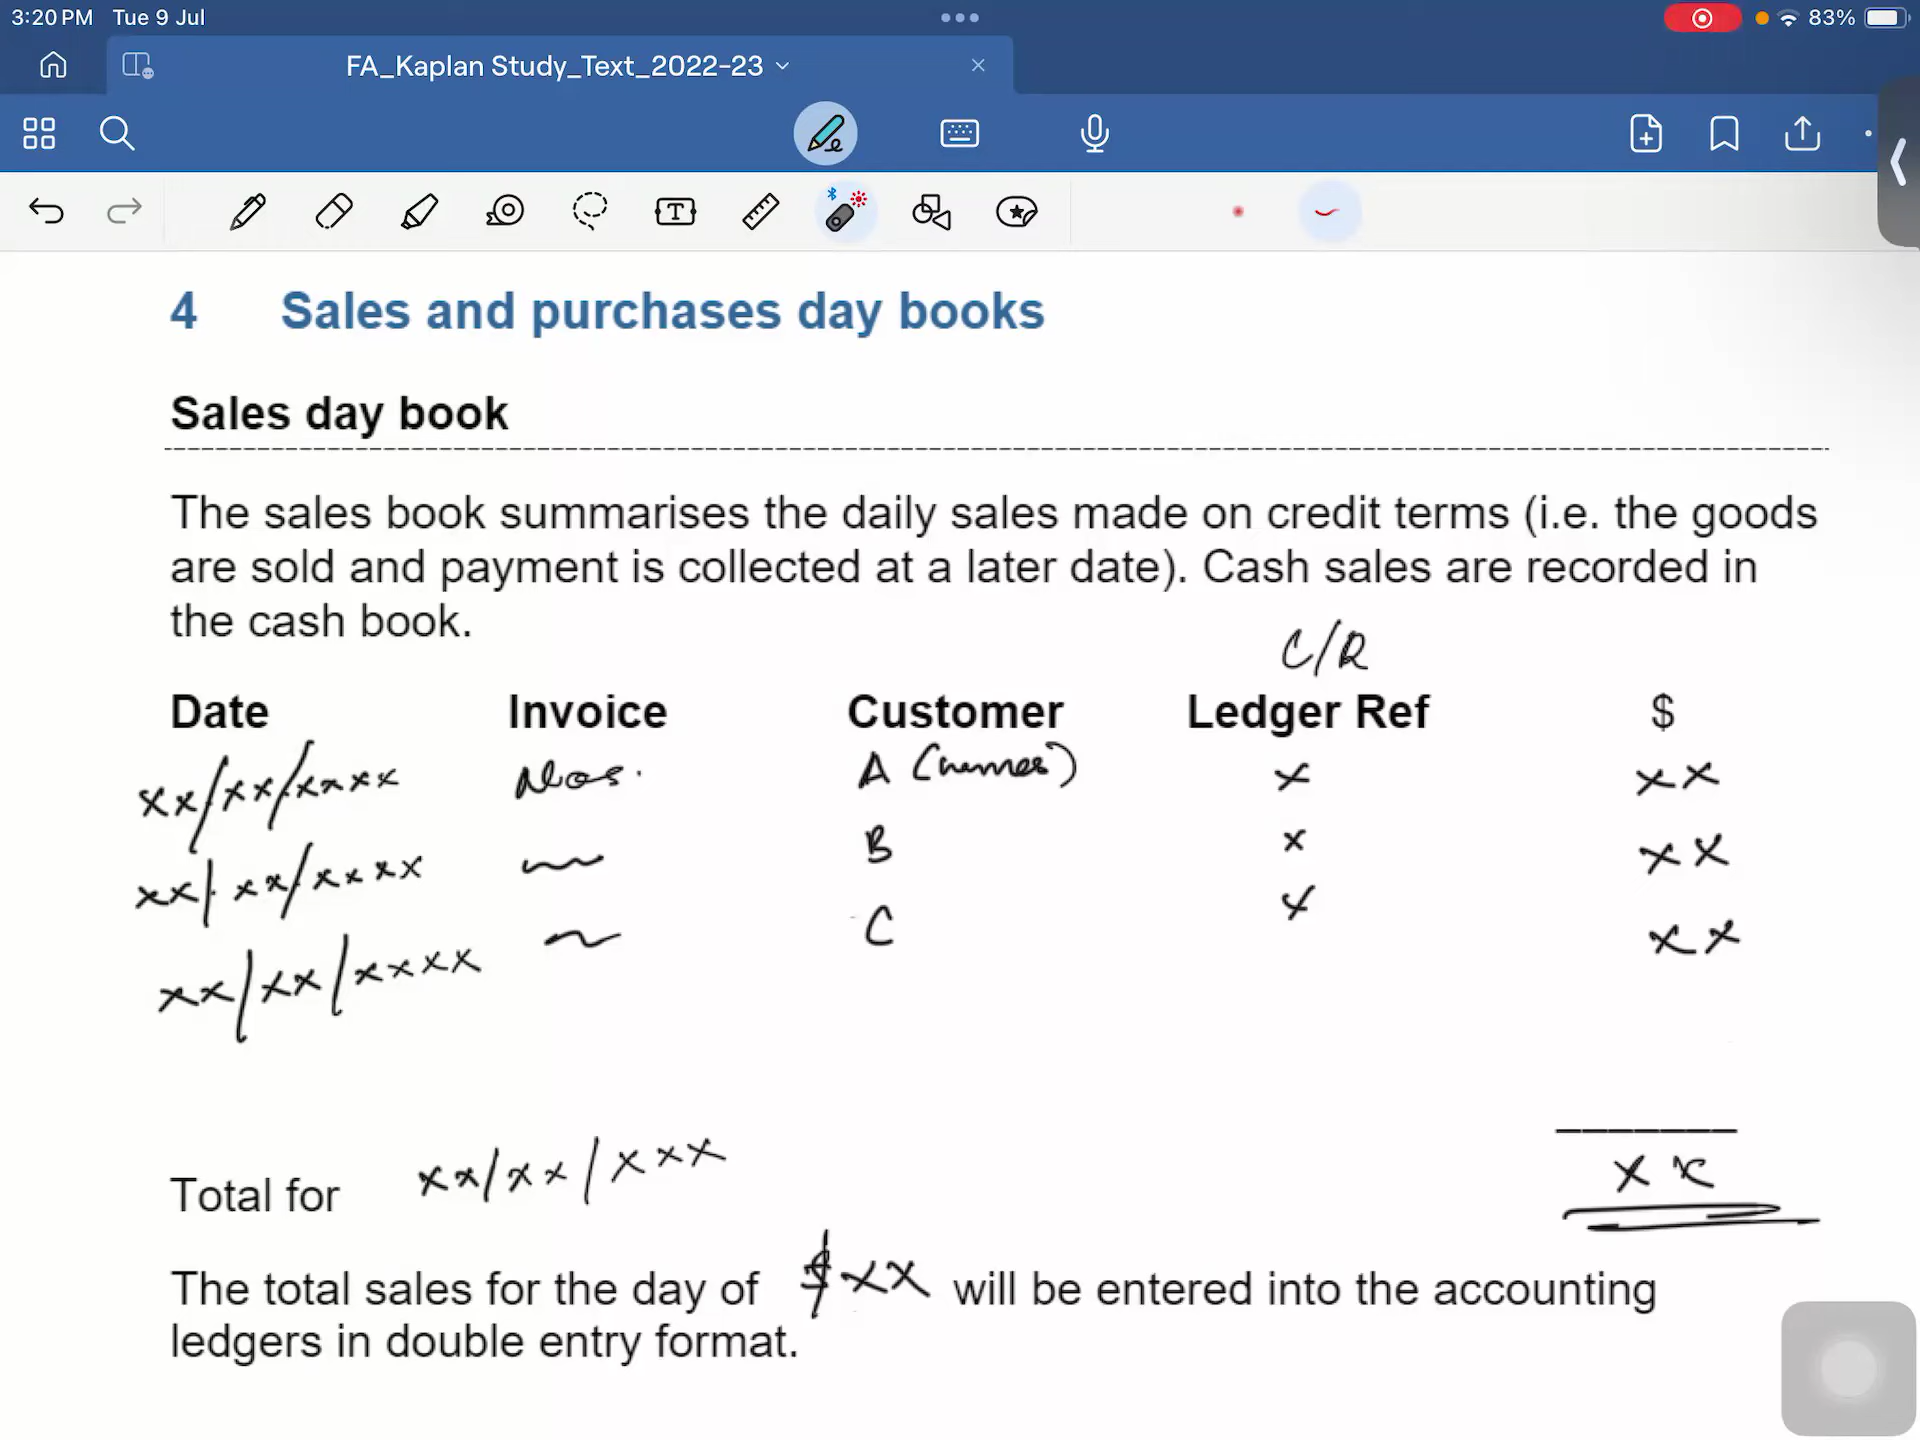 3:20 PM Tue 9 Jul
83%
FA_Kaplan Study_Text_2022-23
4 Sales and purchases day books
Sales day book
The sales book summarises the daily sales made on credit terms (i.e. the goods
are sold and payment is collected at a later date). Cash sales are recorded in
the cash book.
C/R
Date Invoice Customer Ledger Ref $
xx/xx/xxxx Nos. A (names) x xx
xx/xx/xxxx B x xx
xx/xx/xxxx C x xx
Total for xx/xx/xxx xx
The total sales for the day of $xx will be entered into the accounting
ledgers in double entry format.